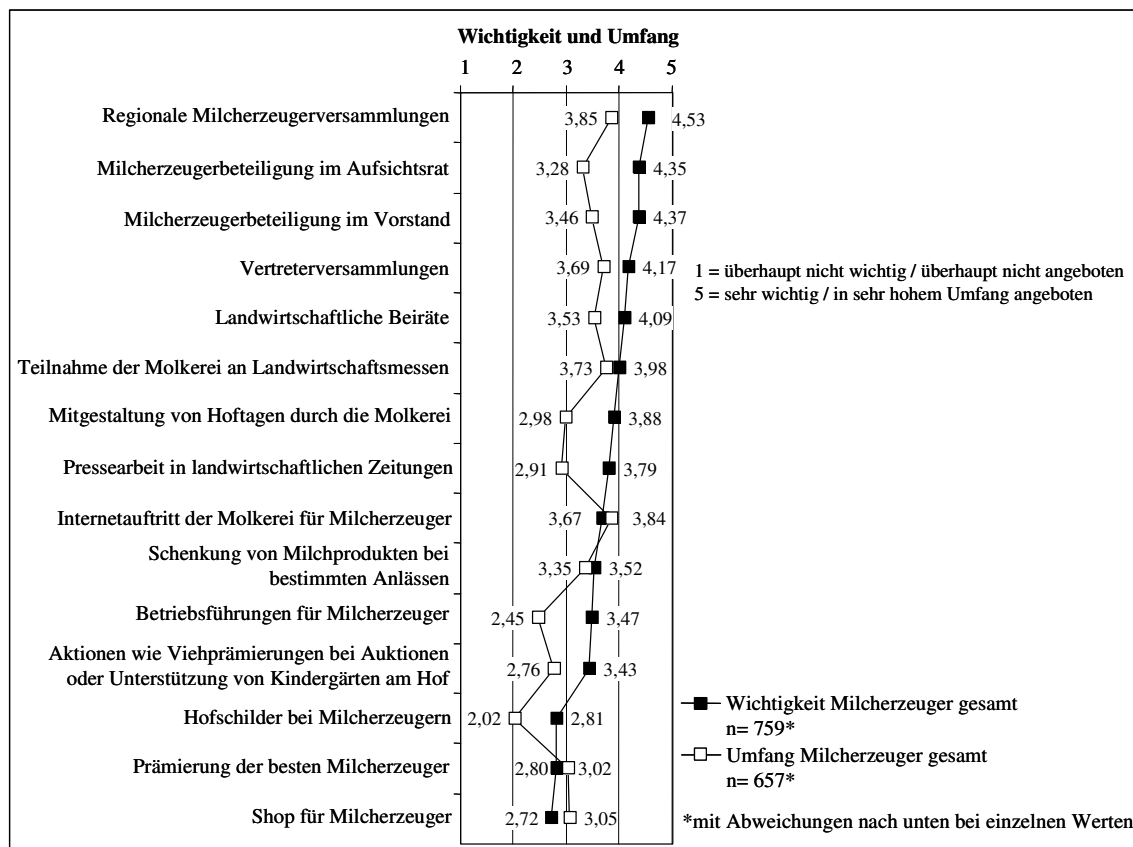 Wichtigkeit und Umfang
1 2 3 4 5
Regionale Milcherzeugerversammlungen 3,85 4,53
Milcherzeugerbeteiligung im Aufsichtsrat 3,28 4,35
Milcherzeugerbeteiligung im Vorstand 3,46 4,37
Vertreterversammlungen 3,69 4,17
1 = überhaupt nicht wichtig / überhaupt nicht angeboten
5 = sehr wichtig / in sehr hohem Umfang angeboten
Landwirtschaftliche Beiräte 3,53 4,09
Teilnahme der Molkerei an Landwirtschaftsmessen 3,73 3,98
Mitgestaltung von Hoftagen durch die Molkerei 2,98 3,88
Pressearbeit in landwirtschaftlichen Zeitungen 2,91 3,79
Internetauftritt der Molkerei für Milcherzeuger 3,67 3,84
Schenkung von Milchprodukten bei
bestimmten Anlässen 3,35 3,52
Betriebsführungen für Milcherzeuger 2,45 3,47
Aktionen wie Viehprämierungen bei Auktionen
oder Unterstützung von Kindergärten am Hof 2,76 3,43
Hofschilder bei Milcherzeugern 2,02 2,81
Prämierung der besten Milcherzeuger 2,80 3,02
Shop für Milcherzeuger 2,72 3,05
Wichtigkeit Milcherzeuger gesamt
n= 759*
Umfang Milcherzeuger gesamt
n= 657*
*mit Abweichungen nach unten bei einzelnen Werten